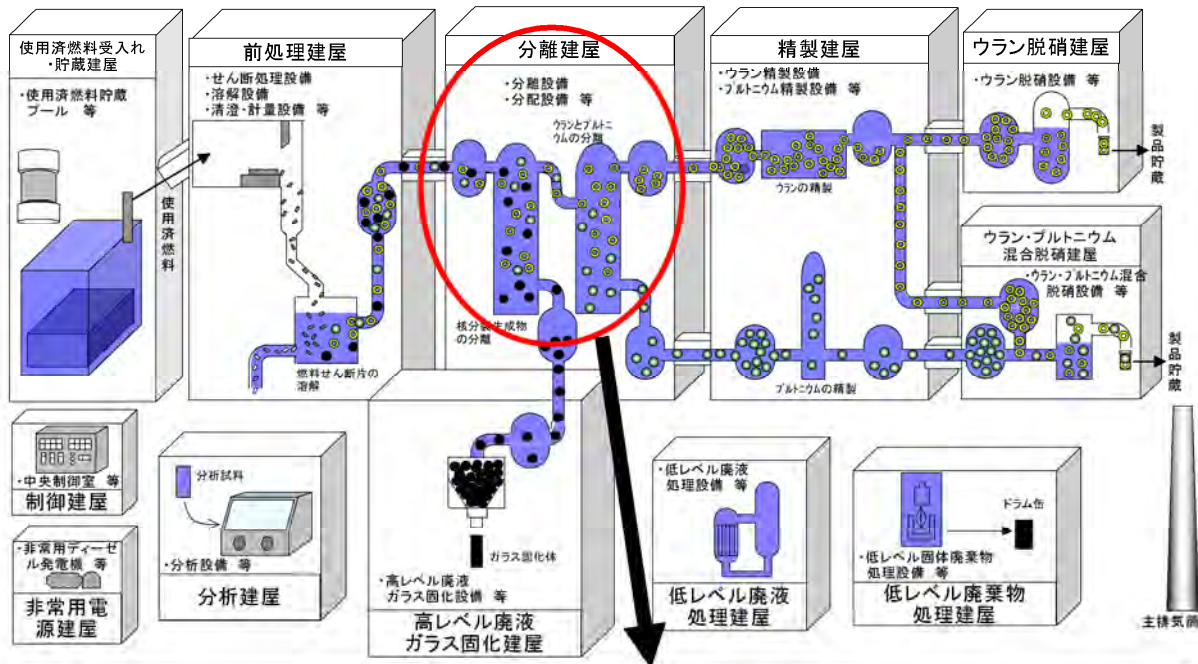 使用済燃料受入れ
・貯蔵建屋
・使用済燃料貯蔵
プール 等
使用済燃料
前処理建屋
・せん断処理設備
・溶解設備
・清澄・計量設備 等
燃料せん断片の
溶解
分離建屋
・分離設備
・分配設備 等
ウランとプルトニ
ウムの分離
核分裂生成物
の分離
精製建屋
・ウラン精製設備
・プルトニウム精製設備 等
ウランの精製
プルトニウムの精製
ウラン脱硝建屋
・ウラン脱硝設備 等
製品貯蔵
ウラン・プルトニウム
混合脱硝建屋
・ウラン・プルトニウム混合
脱硝設備 等
製品貯蔵
・中央制御室 等
制御建屋
・非常用ディーゼ
ル発電機 等
非常用電
源建屋
分析試料
・分析設備 等
分析建屋
ガラス固化体
・高レベル廃液
ガラス固化設備 等
高レベル廃液
ガラス固化建屋
・低レベル廃液
処理設備 等
低レベル廃液
処理建屋
ドラム缶
・低レベル固体廃棄物
処理設備 等
低レベル廃棄物
処理建屋
主排気筒